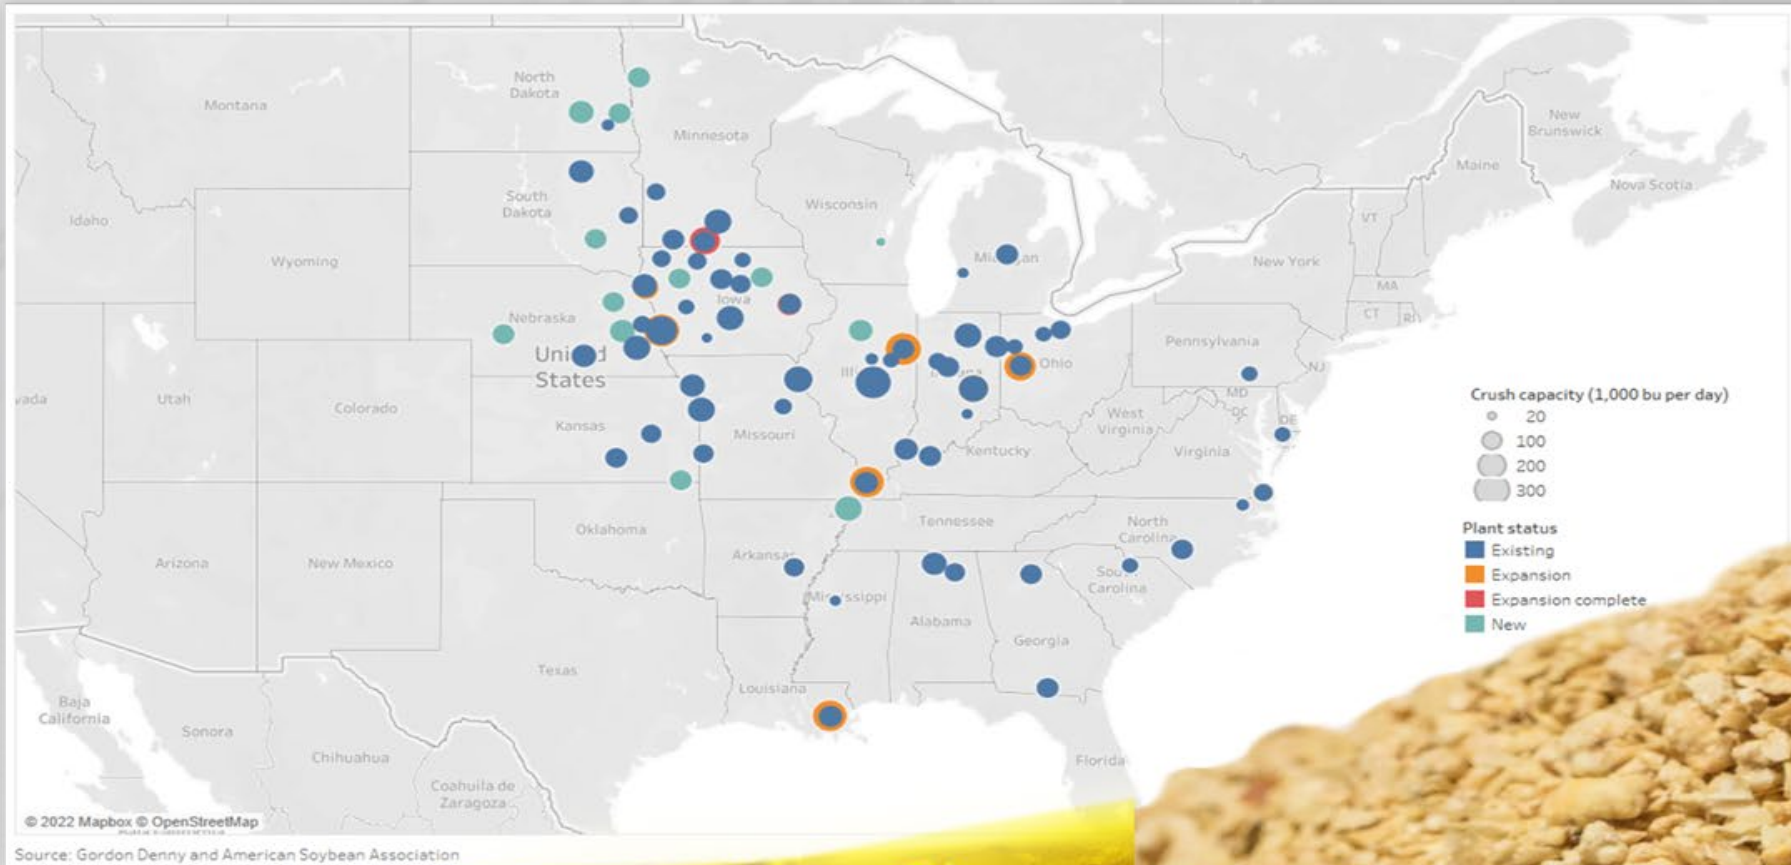 Montana
North
Dakota
Minnesota
New
Brunswick
Maine
Nova Scotia
Idaho
South
Dakota
Wisconsin
VT
Wyoming
New York
MA
CT
RI
Iowa
Nebraska
Pennsylvania
NJ
Ohio
United
States
Utah
Colorado
Kansas
Missouri
West
Virginia
MD
DC
DE
Virginia
Kentucky
Oklahoma
Tennessee
North
Carolina
Arizona
New Mexico
Arkansas
South
Carolina
Mississippi
Alabama
Georgia
Texas
Louisiana
Florida
Baja
California
Sonora
Chihuahua
Coahuila de
Zaragoza
Crush capacity (1,000 bu per day)
20
100
200
300
Plant status
Existing
Expansion
Expansion complete
New
© 2022 Mapbox © OpenStreetMap
Source: Gordon Denny and American Soybean Association